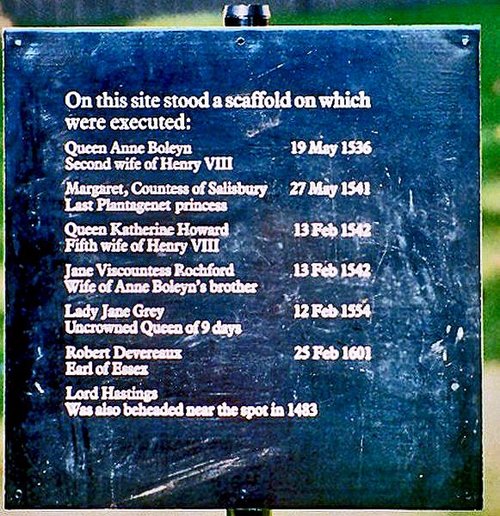 On this site stood a scaffold on which
were executed:
Queen Anne Boleyn 19 May 1536
Second wife of Henry VIII
Margaret, Countess of Salisbury 27 May 1541
Last Plantagenet princess
Queen Katherine Howard 13 Feb 1542
Fifth wife of Henry VIII
Jane Viscountess Rochford 13 Feb 1542
Wife of Anne Boleyn's brother
Lady Jane Grey 12 Feb 1554
Uncrowned Queen of 9 days
Robert Devereaux 25 Feb 1601
Earl of Essex
Lord Hastings
Was also beheaded near the spot in 1483